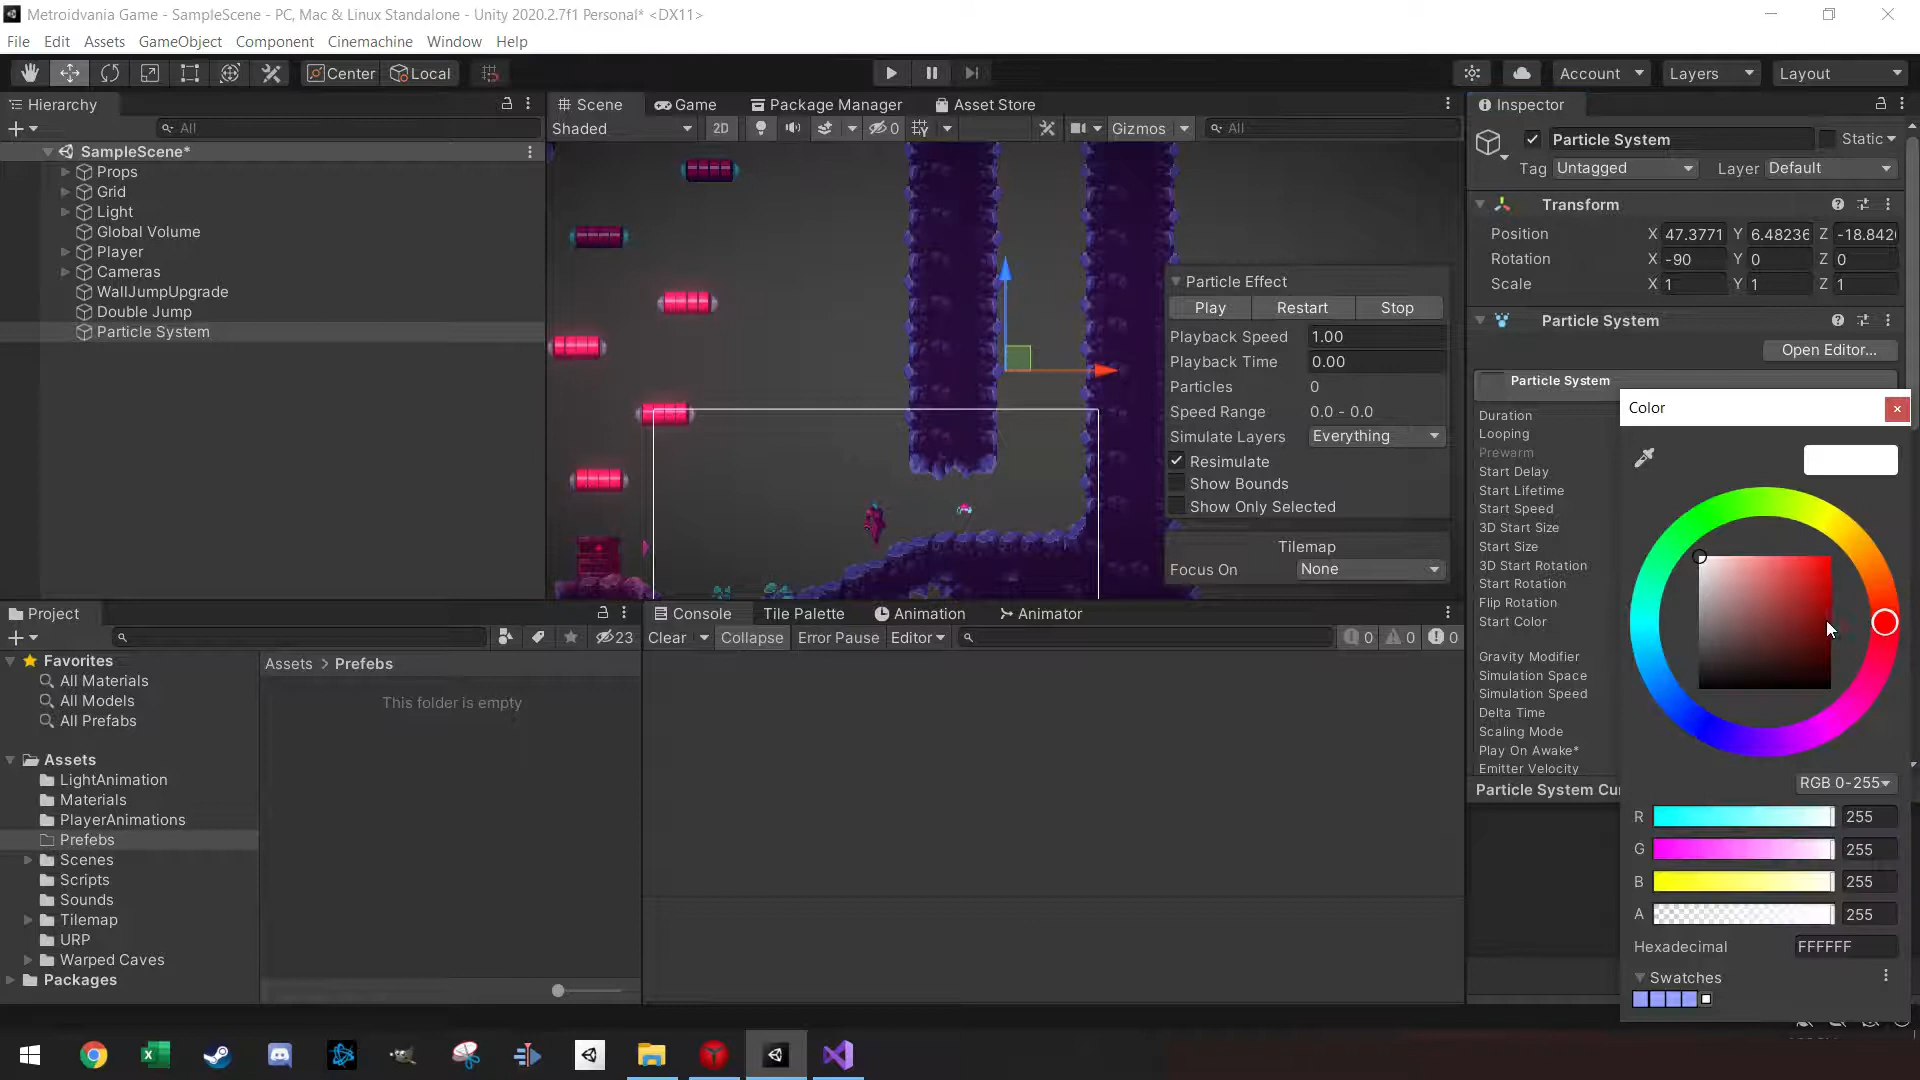 Metroidvania Game - SampleScene - PC, Mac & Linux Standalone - Unity 2020.2.7f1 Personal* <DX11>
File Edit Assets GameObject Component Cinemachine Window Help
Center Local Account Layers Layout
Hierarchy
All
SampleScene*
Props
Grid
Light
Global Volume
Player
Cameras
WallJumpUpgrade
Double Jump
Particle System
Scene Game Package Manager Asset Store
Shaded 2D 0 Gizmos All
Particle Effect
Play Restart Stop
Playback Speed 1.00
Playback Time 0.00
Particles 0
Speed Range 0.0 - 0.0
Simulate Layers Everything
Resimulate
Show Bounds
Show Only Selected
Tilemap
Focus On None
Inspector
Particle System Static
Tag Untagged Layer Default
Transform
Position X 47.3771 Y 6.48236 Z -18.842
Rotation X -90 Y 0 Z 0
Scale X 1 Y 1 Z 1
Particle System
Open Editor...
Particle System
Duration
Looping
Prewarm
Start Delay
Start Lifetime
Start Speed
3D Start Size
Start Size
3D Start Rotation
Start Rotation
Flip Rotation
Start Color
Gravity Modifier
Simulation Space
Simulation Speed
Delta Time
Scaling Mode
Play On Awake*
Emitter Velocity
Particle System Cu
Color
RGB 0-255
R 255
G 255
B 255
A 255
Hexadecimal FFFFFF
Swatches
Project
23
Favorites
All Materials
All Models
All Prefabs
Assets
LightAnimation
Materials
PlayerAnimations
Prefebs
Scenes
Scripts
Sounds
Tilemap
URP
Warped Caves
Packages
Assets > Prefebs
This folder is empty
Console Tile Palette Animation Animator
Clear Collapse Error Pause Editor 0 0 0